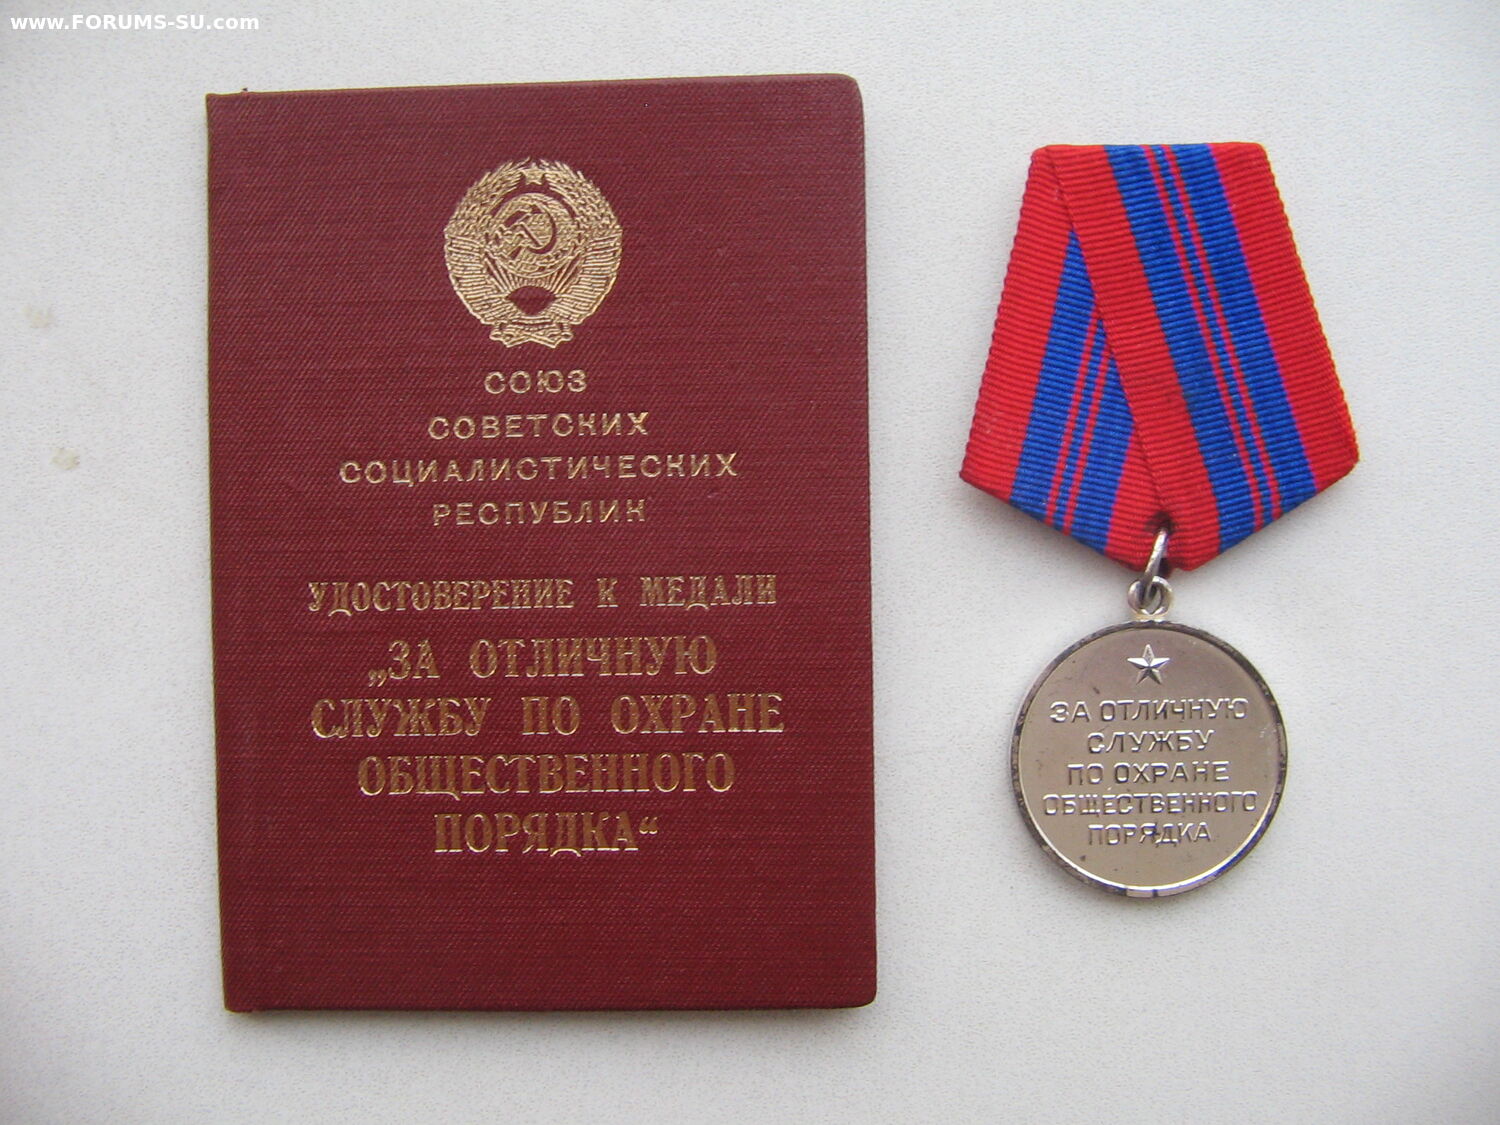 www.FORUMS-SU.com
СОЮЗ
СОВЕТСКИХ
СОЦИАЛИСТИЧЕСКИХ
РЕСПУБЛИК
УДОСТОВЕРЕНИЕ К МЕДАЛИ
„ЗА ОТЛИЧНУЮ
СЛУЖБУ ПО ОХРАНЕ
ОБЩЕСТВЕННОГО
ПОРЯДКА“
ЗА ОТЛИЧНУЮ
СЛУЖБУ
ПО ОХРАНЕ
ОБЩЕСТВЕННОГО
ПОРЯДКА